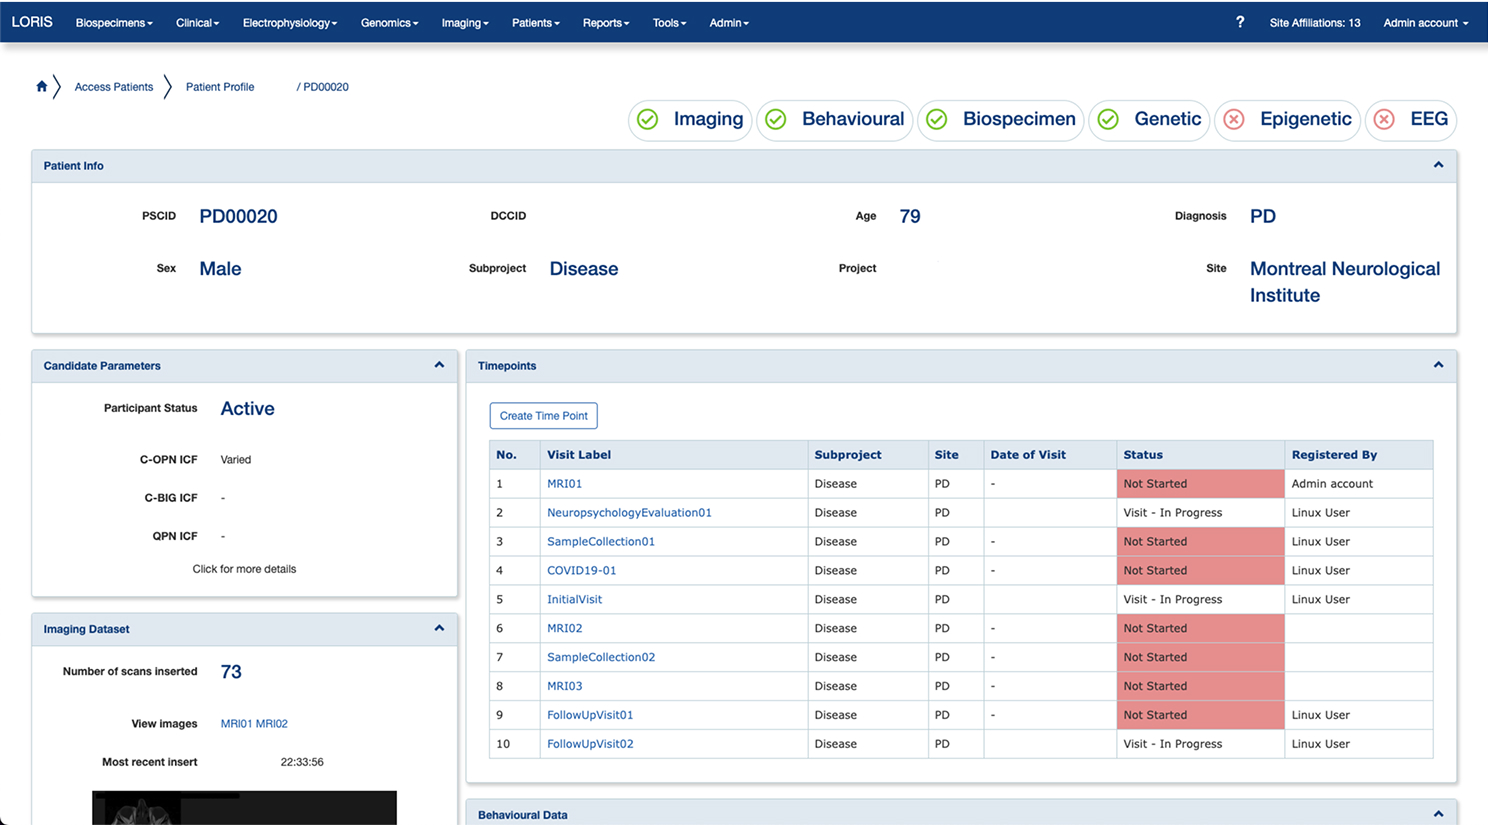 LORIS Biospecimens Clinical Electrophysiology Genomics Imaging Patients Reports Tools Admin ? Site Affiliations: 13 Admin account
Access Patients Patient Profile / PD00020
Imaging Behavioural Biospecimen Genetic Epigenetic EEG
Patient Info
PSCID PD00020 DCCID Age 79 Diagnosis PD
Sex Male Subproject Disease Project Site Montreal Neurological
Institute
Candidate Parameters
Participant Status Active
C-OPN ICF Varied
C-BIG ICF -
QPN ICF -
Click for more details
Imaging Dataset
Number of scans inserted 73
View images MRI01 MRI02
Most recent insert 22:33:56
Timepoints
Create Time Point
No. Visit Label Subproject Site Date of Visit Status Registered By
1 MRI01 Disease PD - Not Started Admin account
2 NeuropsychologyEvaluation01 Disease PD Visit - In Progress Linux User
3 SampleCollection01 Disease PD - Not Started Linux User
4 COVID19-01 Disease PD - Not Started Linux User
5 InitialVisit Disease PD Visit - In Progress Linux User
6 MRI02 Disease PD - Not Started
7 SampleCollection02 Disease PD - Not Started
8 MRI03 Disease PD - Not Started
9 FollowUpVisit01 Disease PD - Not Started Linux User
10 FollowUpVisit02 Disease PD Visit - In Progress Linux User
Behavioural Data